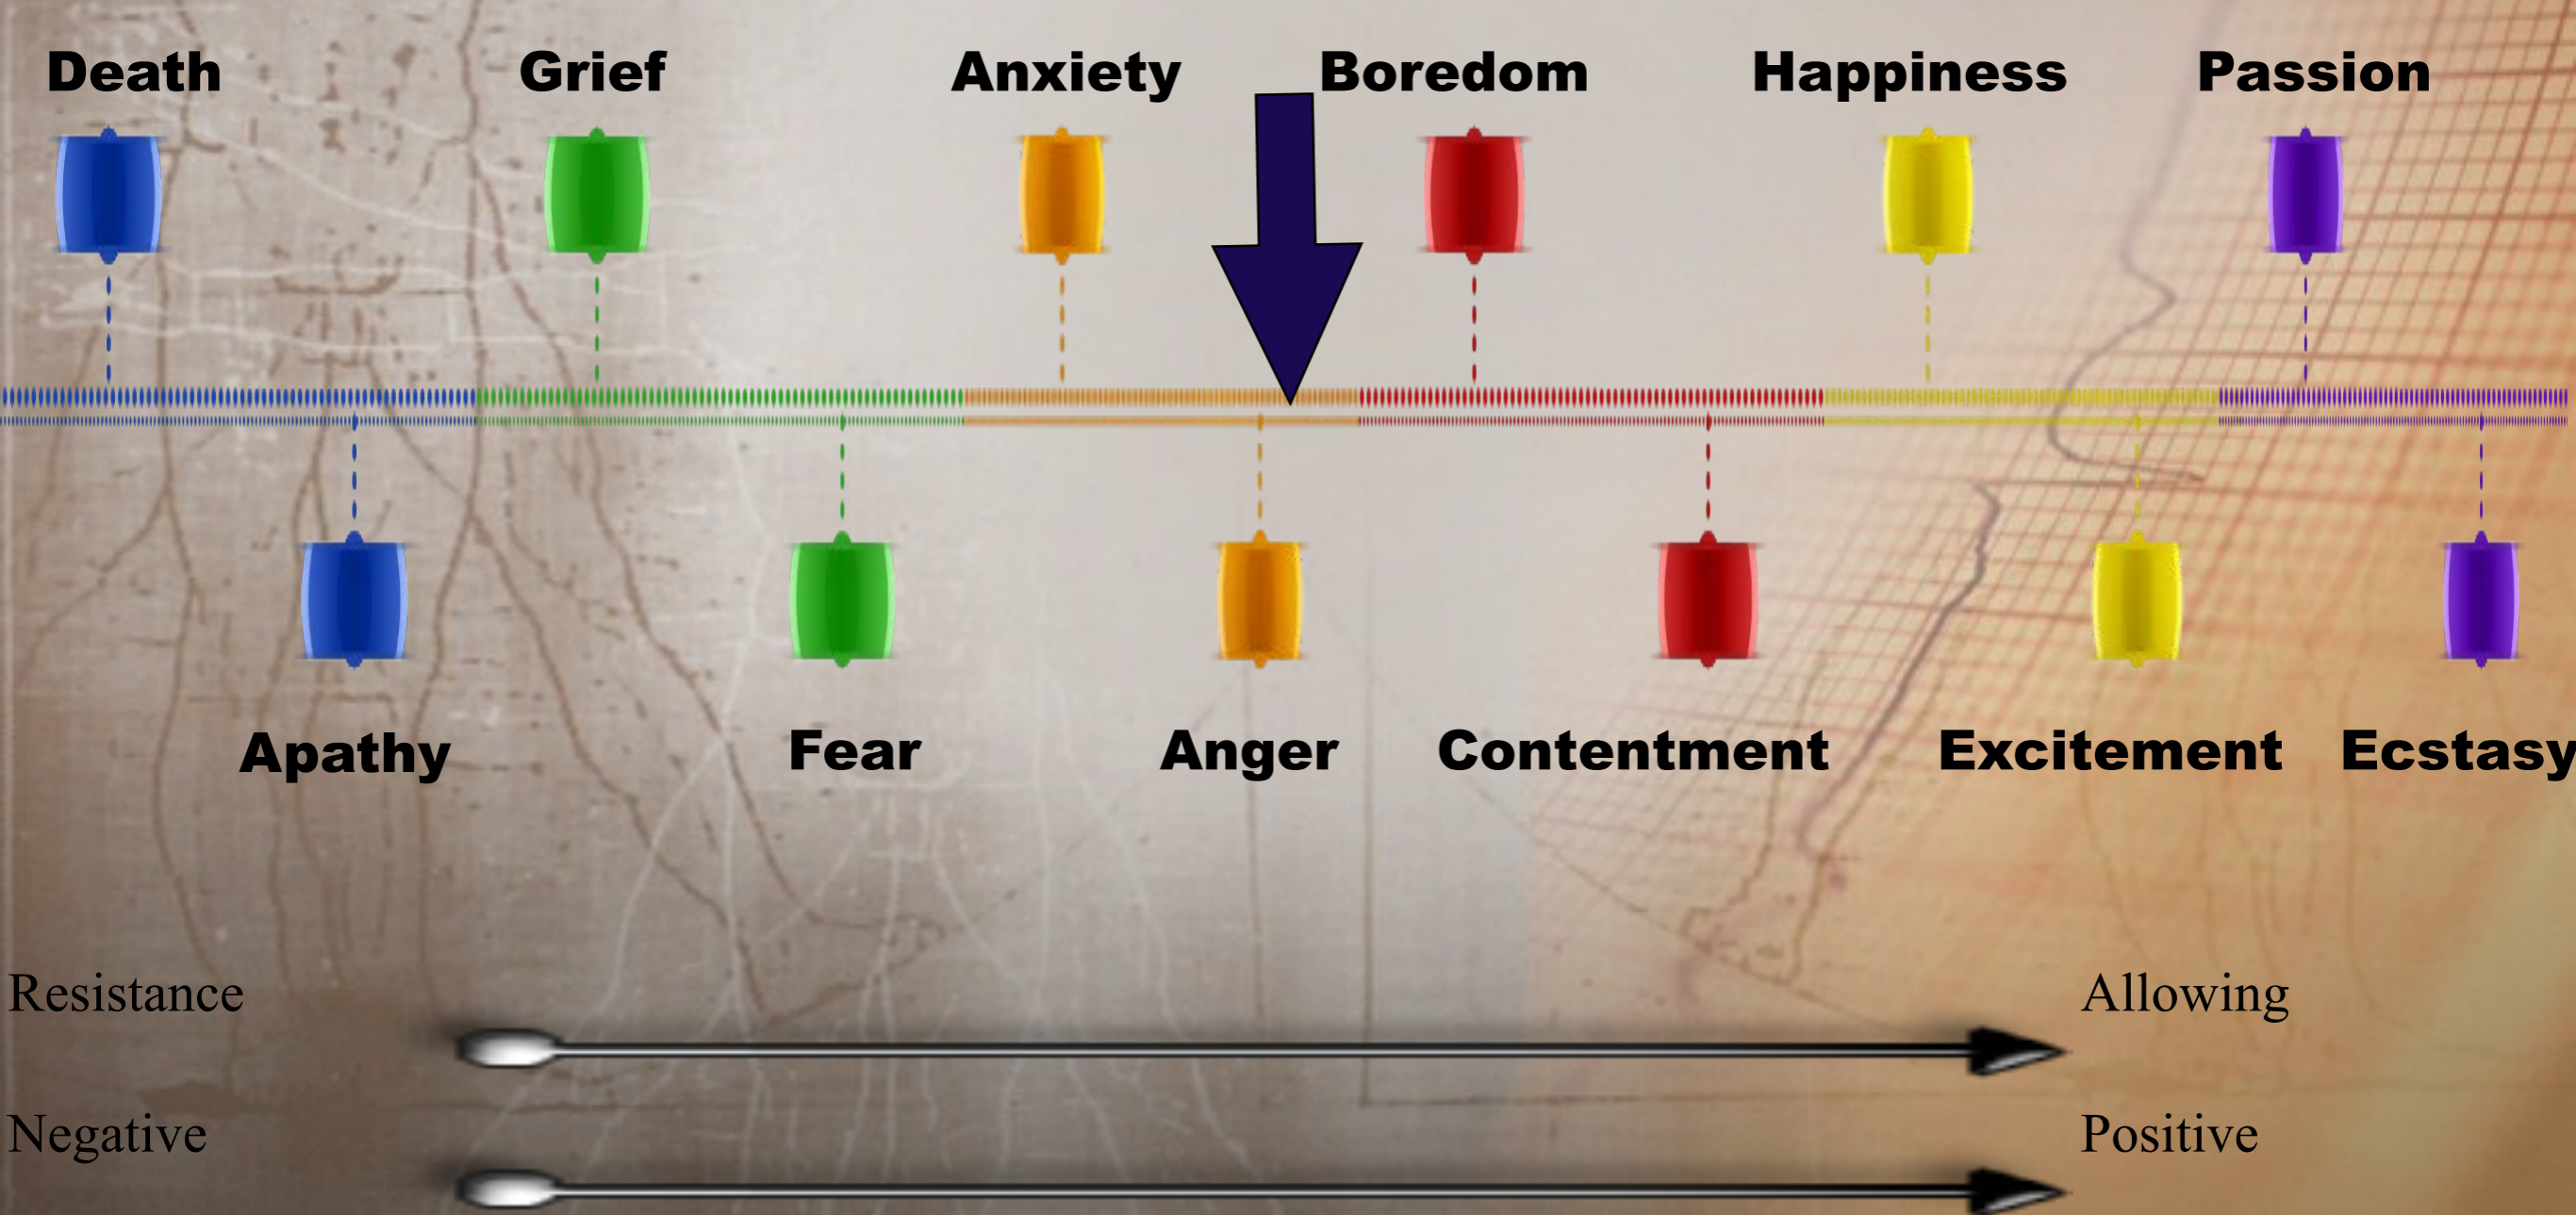 Death
Grief
Anxiety
Boredom
Happiness
Passion
Apathy
Fear
Anger
Contentment
Excitement
Ecstasy
Resistance
Allowing
Negative
Positive